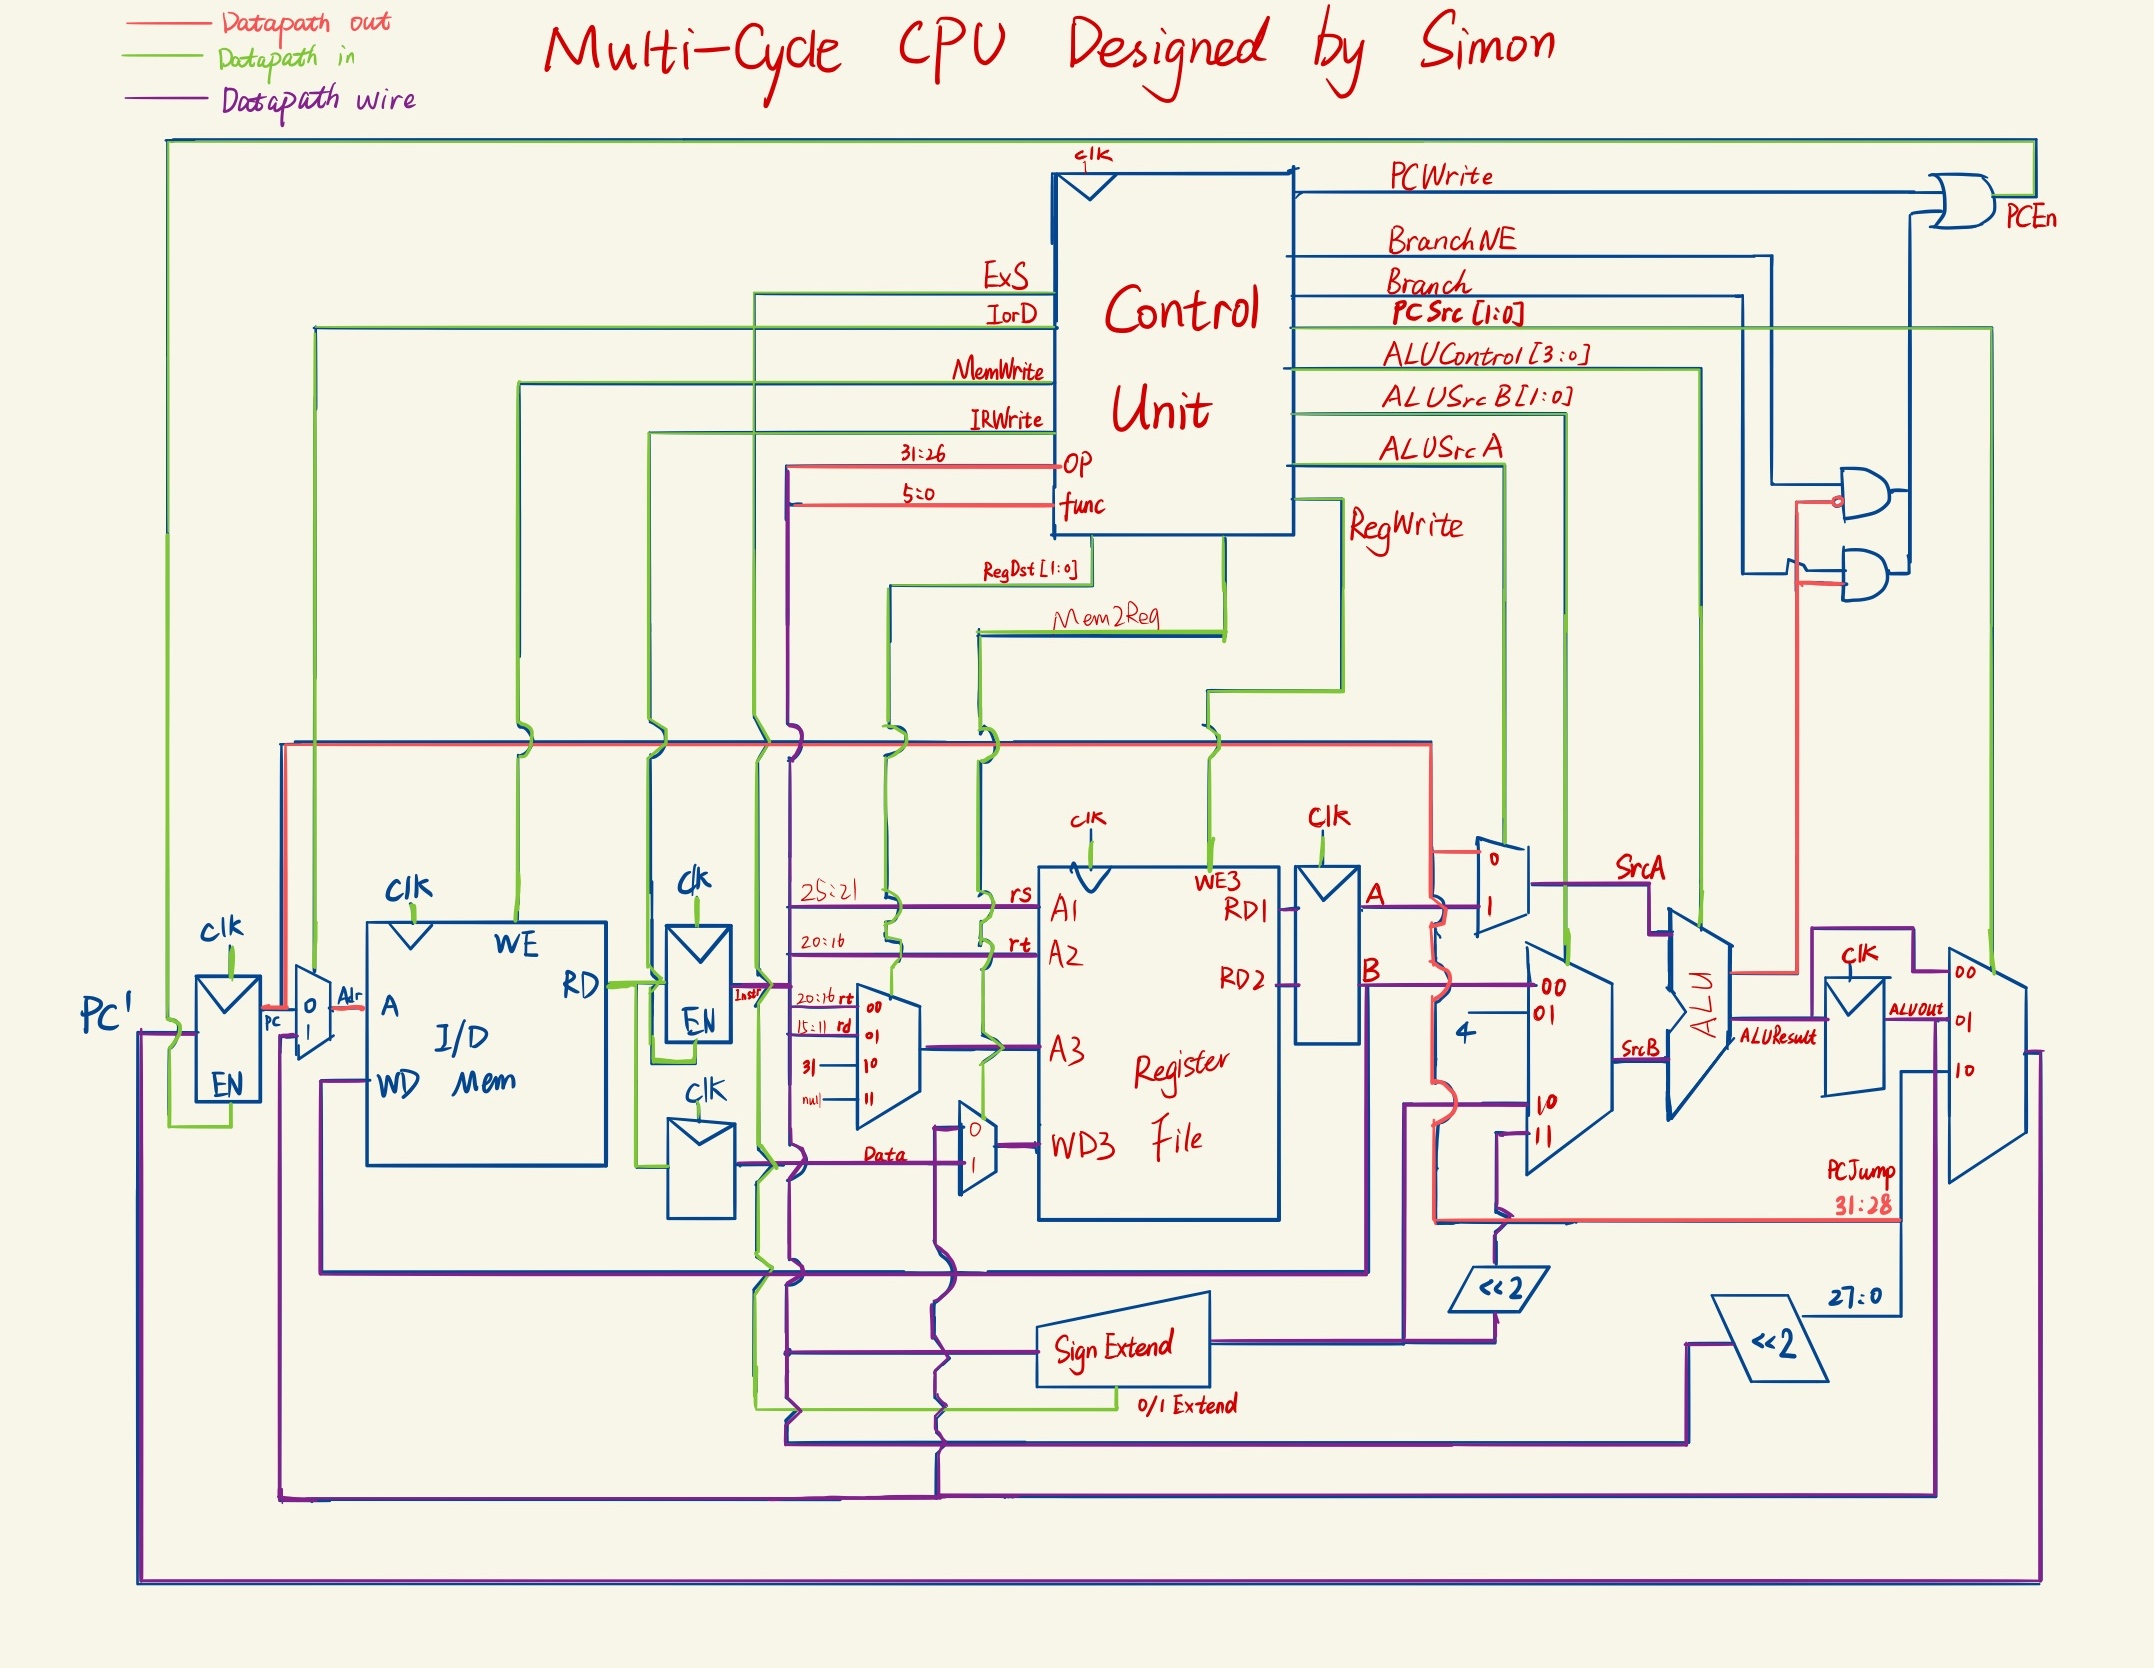 Datapath out
Datapath in
Datapath wire
Multi-Cycle CPU Designed by Simon
clk
Control
Unit
ExS
IorD
MemWrite
IRWrite
31:26
OP
5:0
func
RegDst[1:0]
Mem2Reg
PCWrite
BranchNE
Branch
PCSrc[1:0]
ALUControl[3:0]
ALUSrcB[1:0]
ALUSrcA
RegWrite
PCEn
PC'
clk
EN
PC
0
1
Adr
clk
WE
A
RD
I/D
Mem
WD
clk
EN
Instr
clk
Data
25:21
rs
20:16
rt
20:16 rt
00
15:11 rd
01
31
10
null
11
0
1
clk
WE3
A1
RD1
A2
RD2
A3
Register
File
WD3
clk
A
B
0
1
SrcA
00
01
4
10
11
SrcB
ALU
ALUResult
clk
ALUOut
00
01
10
PCJump
31:28
27:0
<<2
<<2
Sign Extend
0/1 Extend